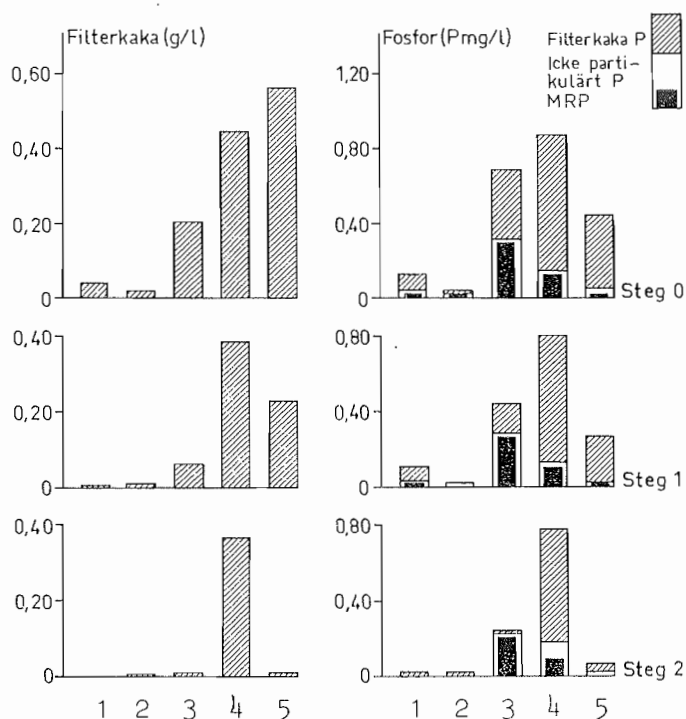 Filterkaka (g/l)
0,60
0,40
0,20
0
Fosfor (Pmg/l)
1,20
0,80
0,40
0
Filterkaka P
Icke parti-
kulärt P
MRP
Steg 0
0,40
0,20
0
0,80
0,40
0
Steg 1
0,40
0,20
0
0,80
0,40
0
Steg 2
1 2 3 4 5
1 2 3 4 5